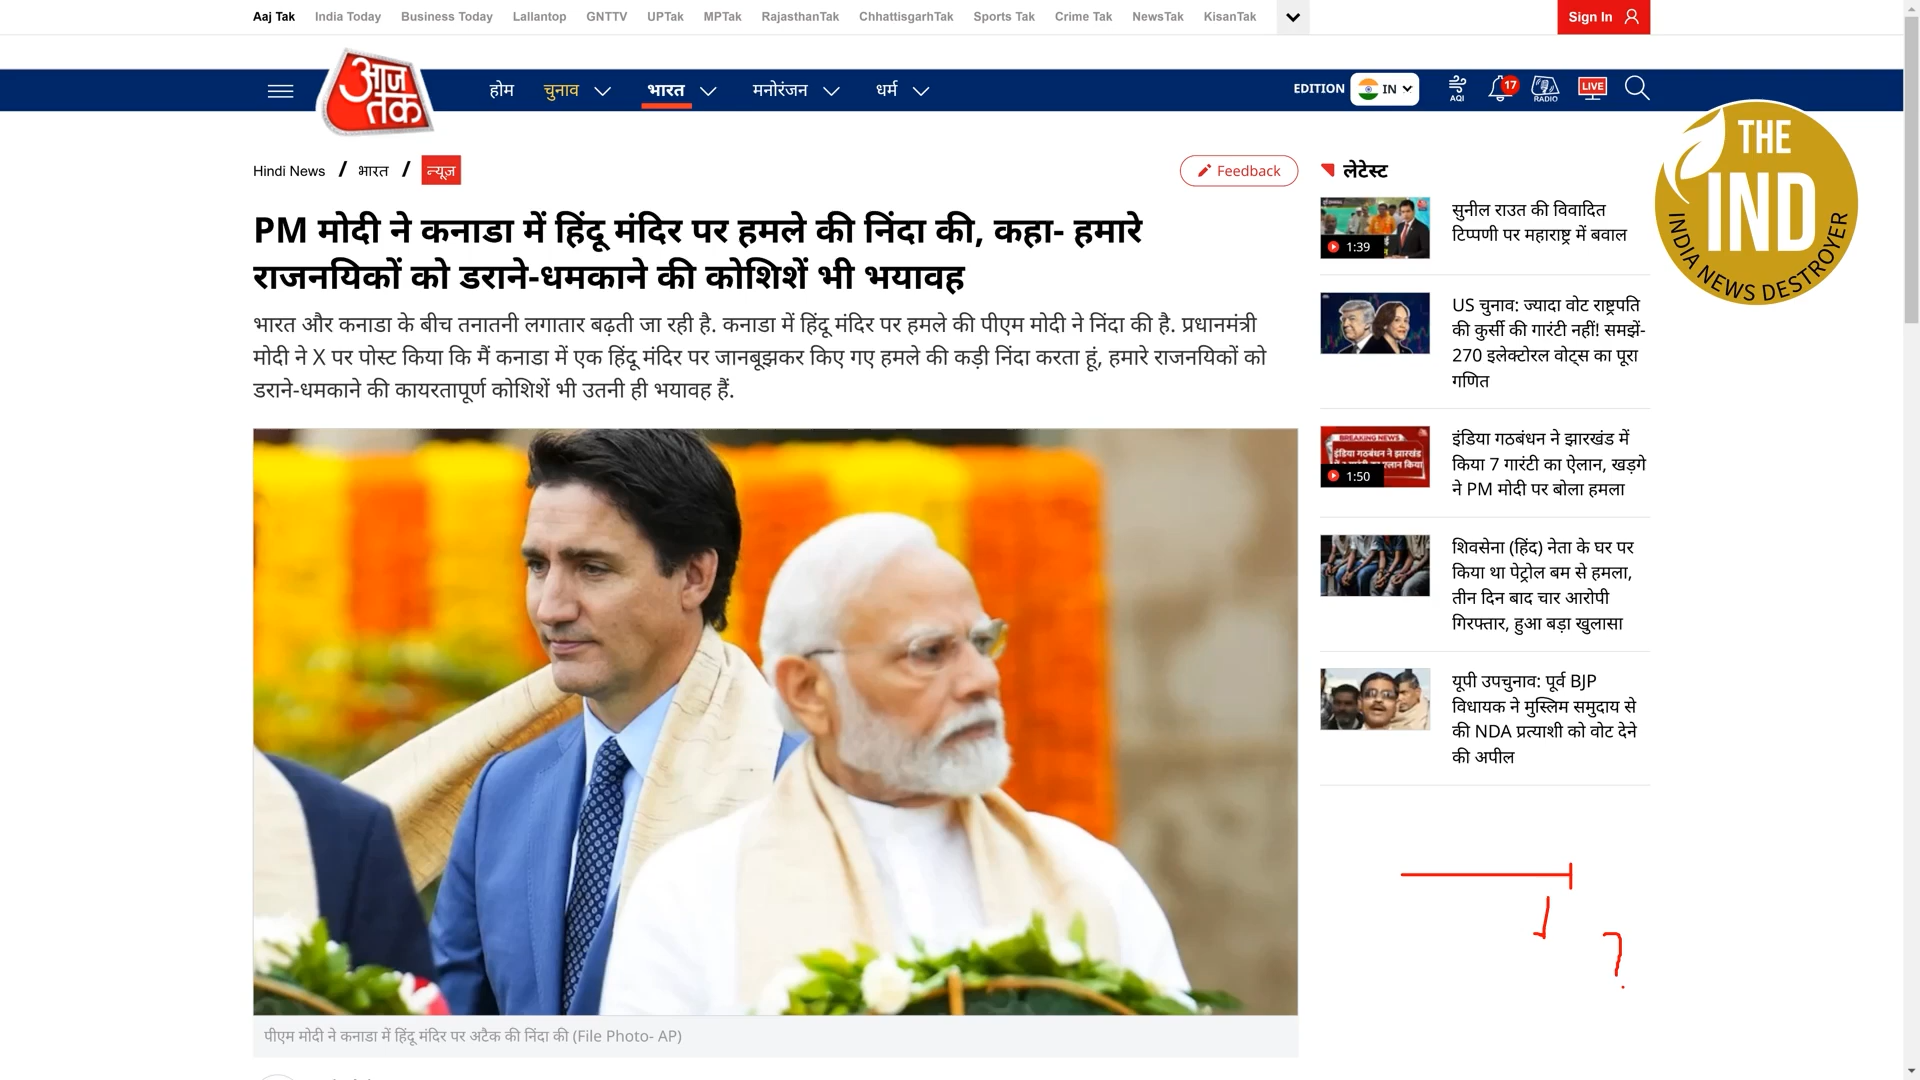 Aaj Tak India Today Business Today Lallantop GNTTV UPTak MPTak RajasthanTak ChhattisgarhTak Sports Tak Crime Tak NewsTak KisanTak Sign In
आज तक
होम चुनाव भारत मनोरंजन धर्म EDITION IN AQI 17 RADIO LIVE
THE
IND
INDIA NEWS DESTROYER
Hindi News / भारत / न्यूज़
Feedback
PM मोदी ने कनाडा में हिंदू मंदिर पर हमले की निंदा की, कहा- हमारे
राजनयिकों को डराने-धमकाने की कोशिशें भी भयावह
भारत और कनाडा के बीच तनातनी लगातार बढ़ती जा रही है. कनाडा में हिंदू मंदिर पर हमले की पीएम मोदी ने निंदा की है. प्रधानमंत्री
मोदी ने X पर पोस्ट किया कि मैं कनाडा में एक हिंदू मंदिर पर जानबूझकर किए गए हमले की कड़ी निंदा करता हूं, हमारे राजनयिकों को
डराने-धमकाने की कायरतापूर्ण कोशिशें भी उतनी ही भयावह हैं.
पीएम मोदी ने कनाडा में हिंदू मंदिर पर अटैक की निंदा की (File Photo- AP)
लेटेस्ट
1:39
सुनील राउत की विवादित
टिप्पणी पर महाराष्ट्र में बवाल
US चुनाव: ज्यादा वोट राष्ट्रपति
की कुर्सी की गारंटी नहीं! समझें-
270 इलेक्टोरल वोट्स का पूरा
गणित
BREAKING NEWS
इंडिया गठबंधन ने झारखंड
1:50
इंडिया गठबंधन ने झारखंड में
किया 7 गारंटी का ऐलान, खड़गे
ने PM मोदी पर बोला हमला
शिवसेना (हिंद) नेता के घर पर
किया था पेट्रोल बम से हमला,
तीन दिन बाद चार आरोपी
गिरफ्तार, हुआ बड़ा खुलासा
यूपी उपचुनाव: पूर्व BJP
विधायक ने मुस्लिम समुदाय से
की NDA प्रत्याशी को वोट देने
की अपील
?